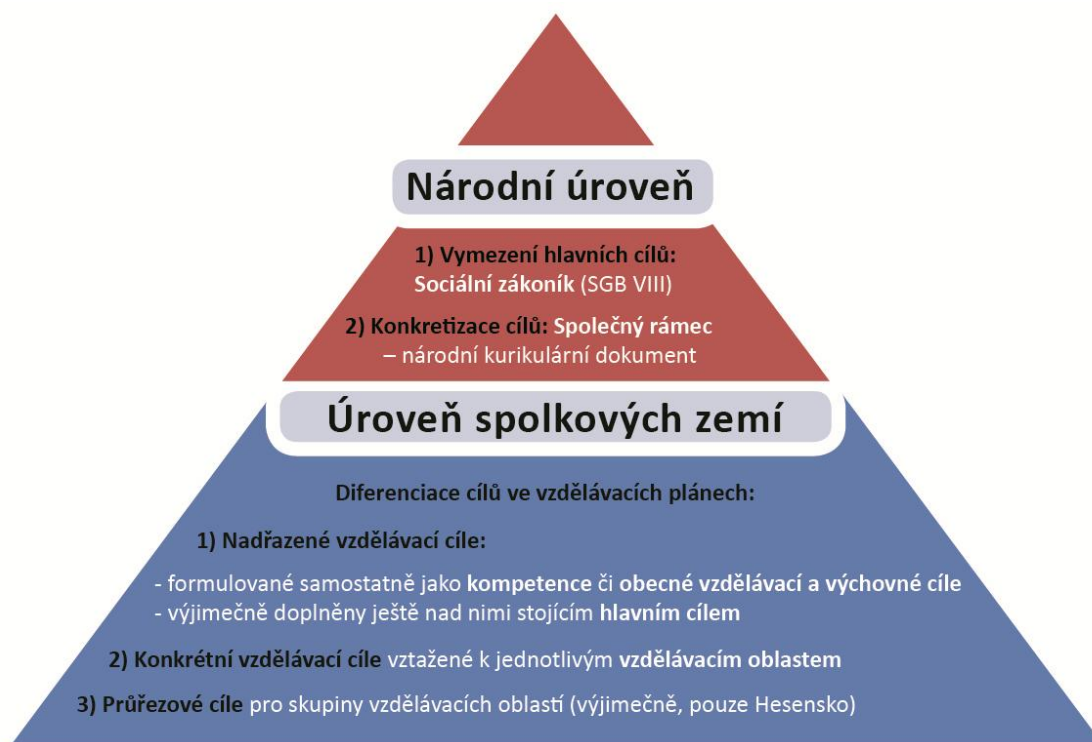 Národní úroveň
1) Vymezení hlavních cílů:
Sociální zákoník (SGB VIII)
2) Konkretizace cílů: Společný rámec
– národní kurikulární dokument
Úroveň spolkových zemí
Diferenciace cílů ve vzdělávacích plánech:
1) Nadřazené vzdělávací cíle:
- formulované samostatně jako kompetence či obecné vzdělávací a výchovné cíle
- výjimečně doplněny ještě nad nimi stojícím hlavním cílem
2) Konkrétní vzdělávací cíle vztažené k jednotlivým vzdělávacím oblastem
3) Průřezové cíle pro skupiny vzdělávacích oblastí (výjimečně, pouze Hesensko)